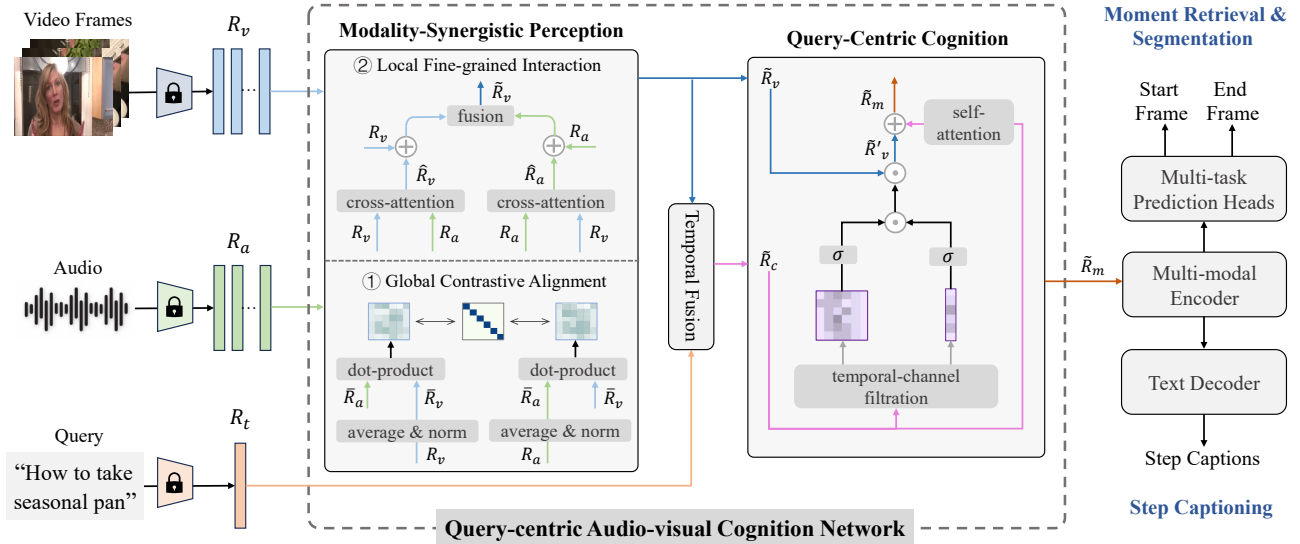 Video Frames
R_v
Audio
R_a
Query
"How to take
seasonal pan"
R_t
Modality-Synergistic Perception
② Local Fine-grained Interaction
R̃_v
fusion
R_v
R_a
R̂_v
R̂_a
cross-attention
cross-attention
R_v
R_a
R_a
R_v
① Global Contrastive Alignment
dot-product
dot-product
R̄_a
R̄_v
R̄_a
R̄_v
average & norm
average & norm
R_v
R_a
Temporal Fusion
Query-Centric Cognition
R̃_v
R̃_m
self-
attention
R̃'_v
σ
σ
R̃_c
temporal-channel
filtration
Query-centric Audio-visual Cognition Network
R̃_m
Moment Retrieval &
Segmentation
Start
Frame
End
Frame
Multi-task
Prediction Heads
Multi-modal
Encoder
Text Decoder
Step Captions
Step Captioning